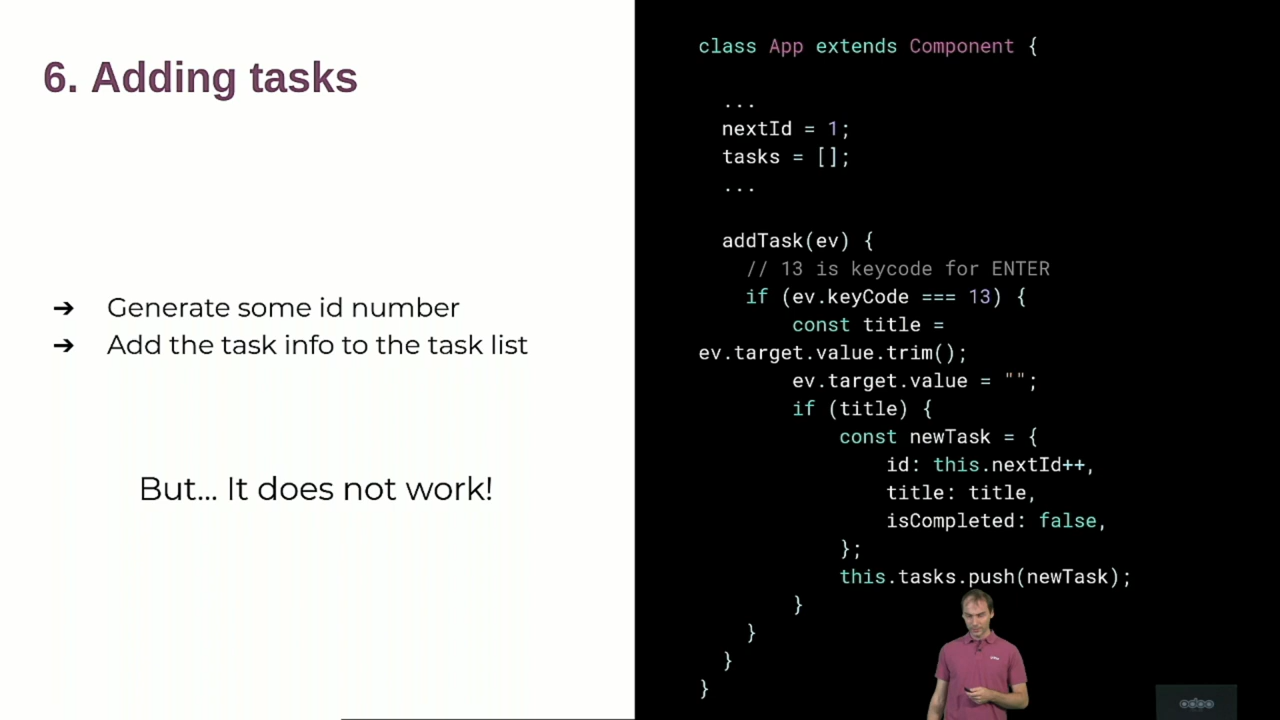 6. Adding tasks
➔ Generate some id number
➔ Add the task info to the task list
But... It does not work!
class App extends Component {
...
nextId = 1;
tasks = [];
...
addTask(ev) {
// 13 is keycode for ENTER
if (ev.keyCode === 13) {
const title =
ev.target.value.trim();
ev.target.value = "";
if (title) {
const newTask = {
id: this.nextId++,
title: title,
isCompleted: false,
};
this.tasks.push(newTask);
}
}
}
}
odoo